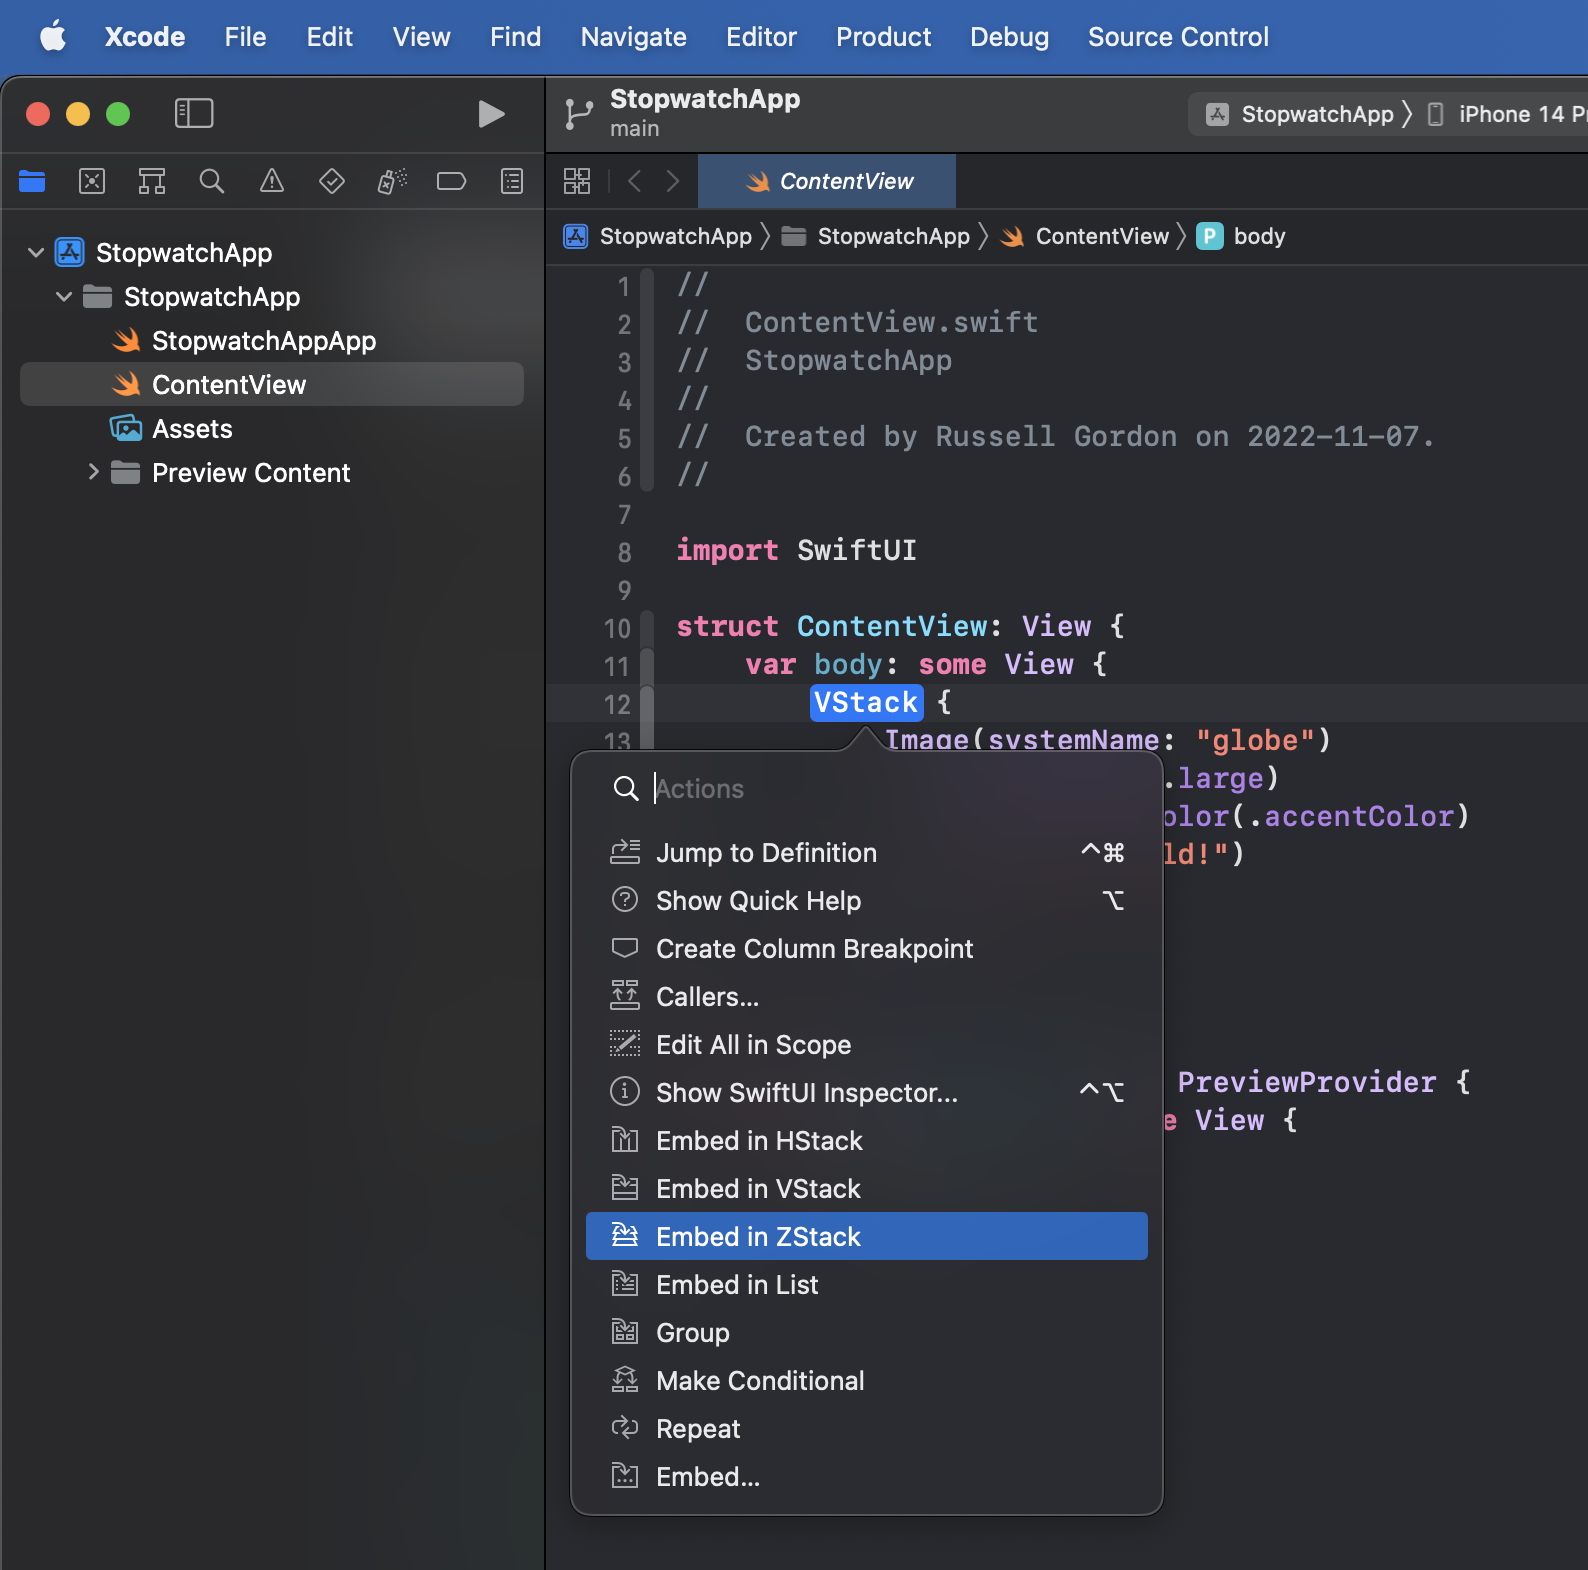 Xcode File Edit View Find Navigate Editor Product Debug Source Control
StopwatchApp
main
StopwatchApp iPhone 14
ContentView
StopwatchApp StopwatchApp ContentView P body
StopwatchApp
StopwatchApp
StopwatchAppApp
ContentView
Assets
Preview Content
1 //
2 // ContentView.swift
3 // StopwatchApp
4 //
5 // Created by Russell Gordon on 2022-11-07.
6 //
7
8 import SwiftUI
9
10 struct ContentView: View {
11 var body: some View {
12 VStack {
13 Image(systemName: "globe")
.large)
olor(.accentColor)
ld!")
PreviewProvider {
e View {
Actions
Jump to Definition ^⌘
Show Quick Help ⌥
Create Column Breakpoint
Callers...
Edit All in Scope
Show SwiftUI Inspector... ^⌥
Embed in HStack
Embed in VStack
Embed in ZStack
Embed in List
Group
Make Conditional
Repeat
Embed...